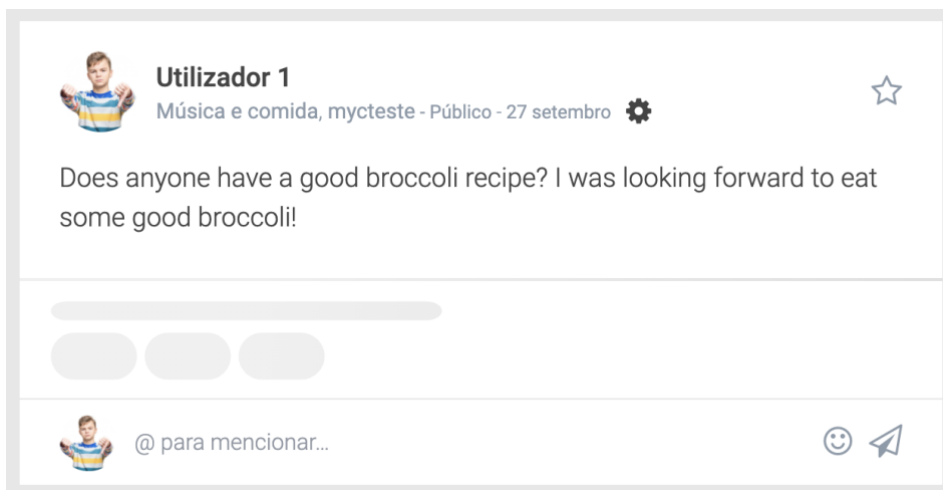 Utilizador 1
Música e comida, mycteste - Público - 27 setembro
Does anyone have a good broccoli recipe? I was looking forward to eat
some good broccoli!
@ para mencionar...